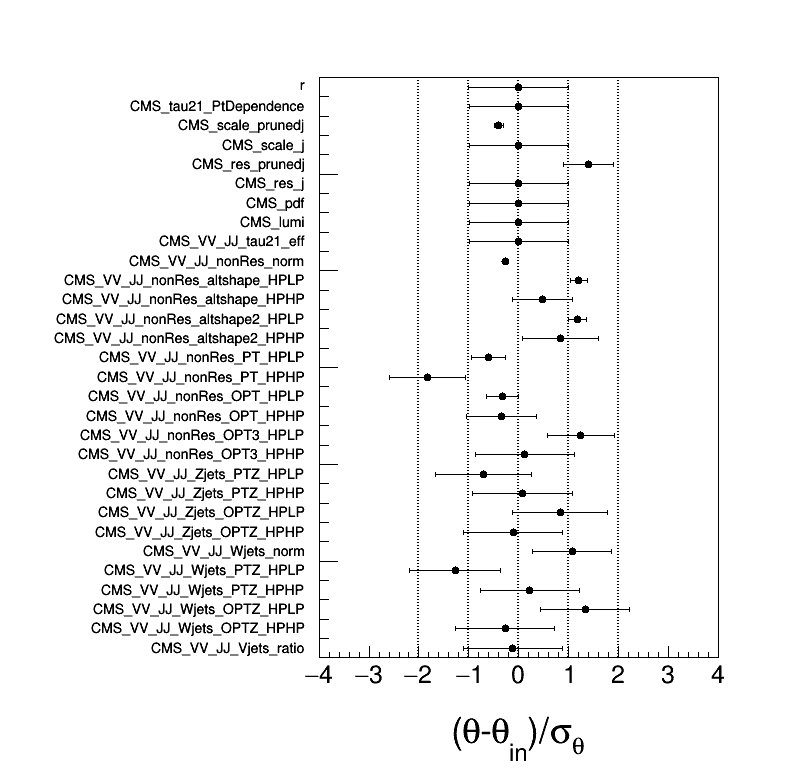 r
CMS_tau21_PtDependence
CMS_scale_prunedj
CMS_scale_j
CMS_res_prunedj
CMS_res_j
CMS_pdf
CMS_lumi
CMS_VV_JJ_tau21_eff
CMS_VV_JJ_nonRes_norm
CMS_VV_JJ_nonRes_altshape_HPLP
CMS_VV_JJ_nonRes_altshape_HPHP
CMS_VV_JJ_nonRes_altshape2_HPLP
CMS_VV_JJ_nonRes_altshape2_HPHP
CMS_VV_JJ_nonRes_PT_HPLP
CMS_VV_JJ_nonRes_PT_HPHP
CMS_VV_JJ_nonRes_OPT_HPLP
CMS_VV_JJ_nonRes_OPT_HPHP
CMS_VV_JJ_nonRes_OPT3_HPLP
CMS_VV_JJ_nonRes_OPT3_HPHP
CMS_VV_JJ_Zjets_PTZ_HPLP
CMS_VV_JJ_Zjets_PTZ_HPHP
CMS_VV_JJ_Zjets_OPTZ_HPLP
CMS_VV_JJ_Zjets_OPTZ_HPHP
CMS_VV_JJ_Wjets_norm
CMS_VV_JJ_Wjets_PTZ_HPLP
CMS_VV_JJ_Wjets_PTZ_HPHP
CMS_VV_JJ_Wjets_OPTZ_HPLP
CMS_VV_JJ_Wjets_OPTZ_HPHP
CMS_VV_JJ_Vjets_ratio
−4 −3 −2 −1 0 1 2 3 4
(θ-θin)/σθ